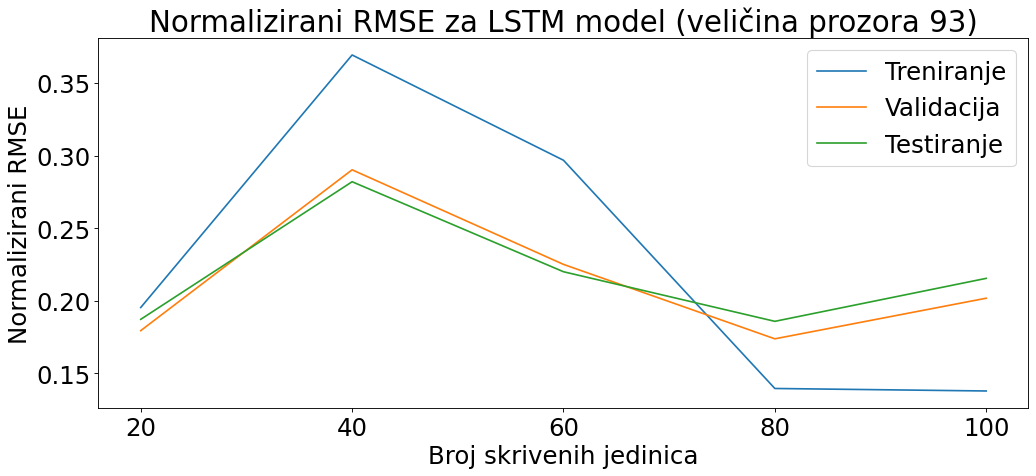 Normalizirani RMSE za LSTM model (veličina prozora 93)
Normalizirani RMSE
0.35
0.30
0.25
0.20
0.15
Treniranje
Validacija
Testiranje
20 40 60 80 100
Broj skrivenih jedinica